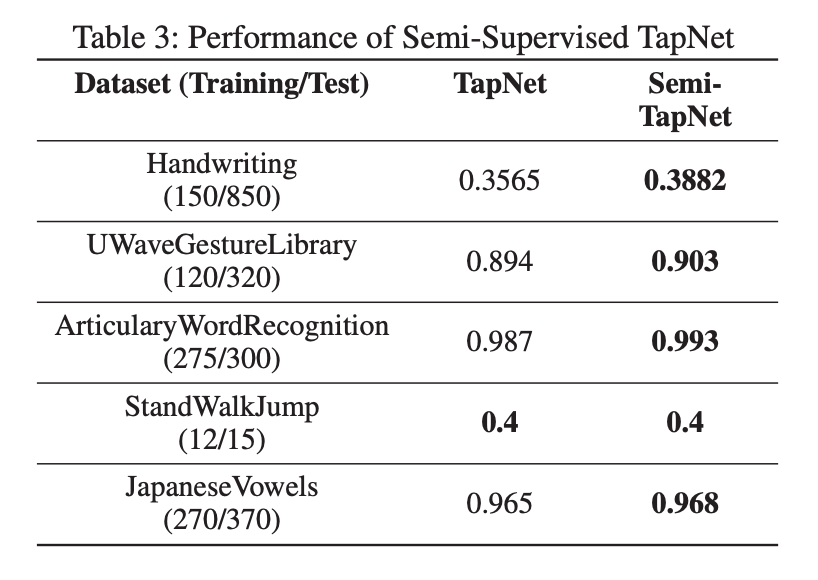 Table 3: Performance of Semi-Supervised TapNet
Dataset (Training/Test) TapNet Semi-
TapNet
Handwriting
(150/850) 0.3565 0.3882
UWaveGestureLibrary
(120/320) 0.894 0.903
ArticularyWordRecognition
(275/300) 0.987 0.993
StandWalkJump
(12/15) 0.4 0.4
JapaneseVowels
(270/370) 0.965 0.968